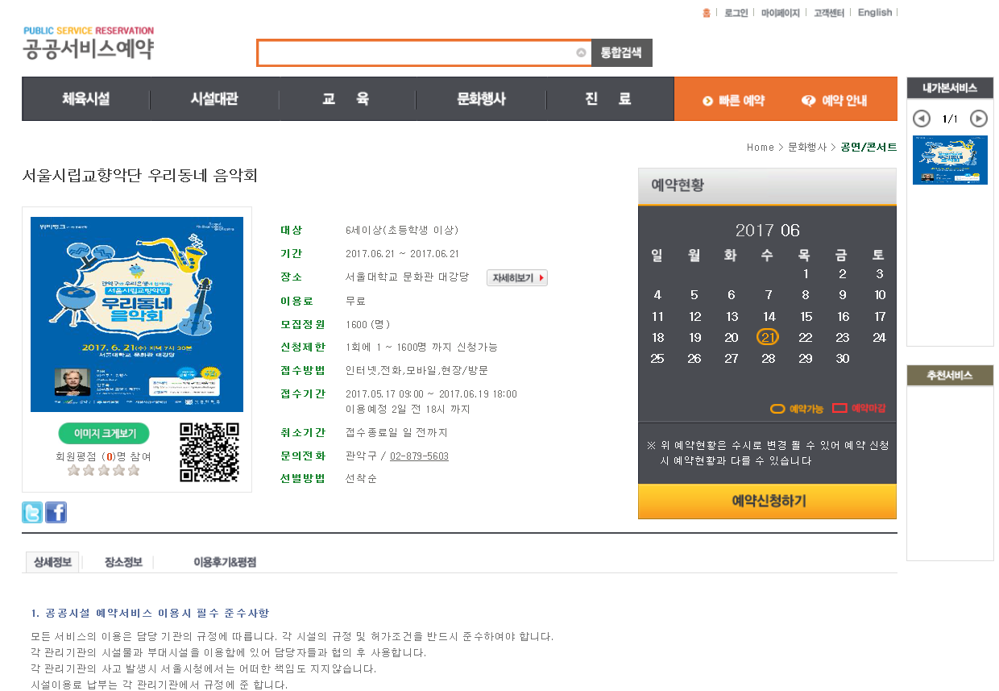 홈 로그인 마이페이지 고객센터 English
PUBLIC SERVICE RESERVATION
공공서비스예약
통합검색
체육시설 시설대관 교 육 문화행사 진 료 빠른 예약 예약 안내
내가본서비스
1/1
Home > 문화행사 > 공연/콘서트
서울시립교향악단 우리동네 음악회
서울시립교향악단
우리동네
음악회
2017. 6. 21(수) 저녁 7시 30분
서울대학교 문화관 대강당
이미지 크게보기
회원평점 (0)명 참여
대상 6세이상(초등학생 이상)
기간 2017.06.21 ~ 2017.06.21
장소 서울대학교 문화관 대강당 자세히보기
이용료 무료
모집정원 1600 (명)
신청제한 1회에 1 ~ 1600명 까지 신청가능
접수방법 인터넷,전화,모바일,현장/방문
접수기간 2017.05.17 09:00 ~ 2017.06.19 18:00
이용예정 2일 전 18시 까지
취소기간 접수종료일 일 전까지
문의전화 관악구 / 02-879-5603
선별방법 선착순
예약현황
2017 06
일 월 화 수 목 금 토
1 2 3
4 5 6 7 8 9 10
11 12 13 14 15 16 17
18 19 20 21 22 23 24
25 26 27 28 29 30
예약가능 예약마감
※ 위 예약현황은 수시로 변경 될 수 있어 예약 신청
시 예약현황과 다를 수 있습니다
예약신청하기
추천서비스
상세정보 장소정보 이용후기&평점
1. 공공시설 예약서비스 이용시 필수 준수사항
모든 서비스의 이용은 담당 기관의 규정에 따릅니다. 각 시설의 규정 및 허가조건을 반드시 준수하여야 합니다.
각 관리기관의 시설물과 부대시설을 이용함에 있어 담당자들과 협의 후 사용합니다.
각 관리기관의 사고 발생시 서울시청에서는 어떠한 책임도 지지않습니다.
시설이용료 납부는 각 관리기관에서 규정에 준 합니다.